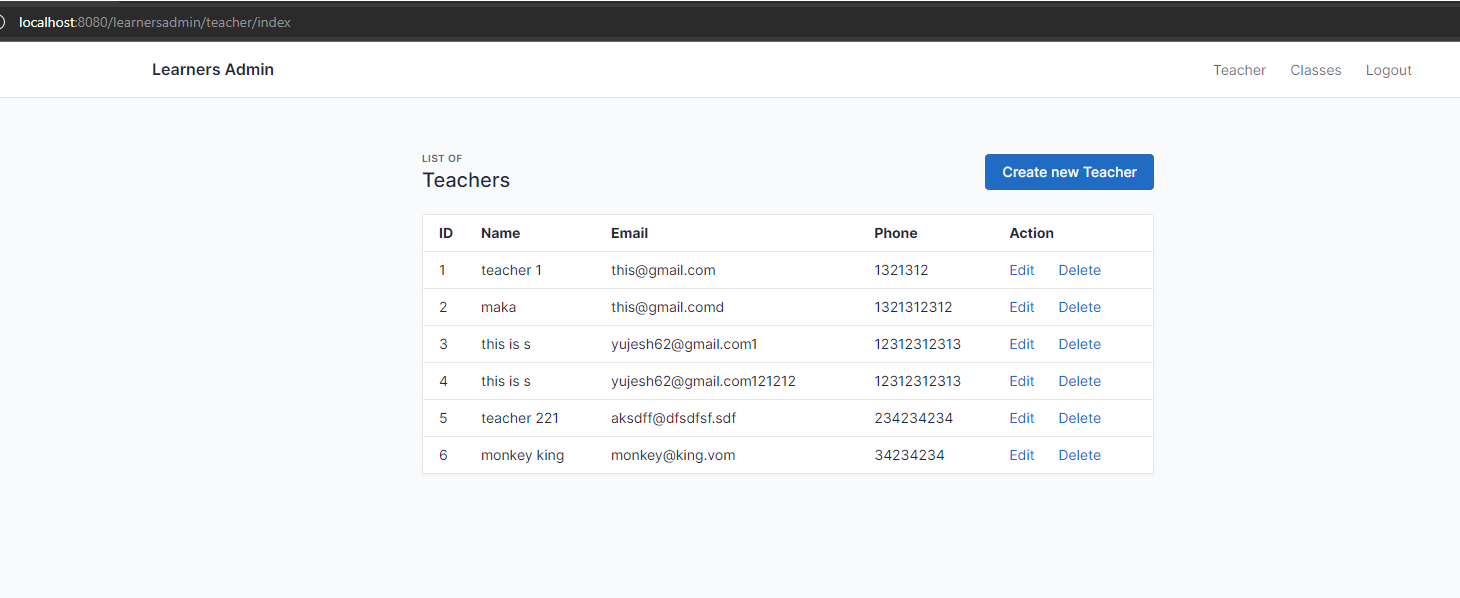 localhost:8080/learnersadmin/teacher/index
Learners Admin Teacher Classes Logout
LIST OF
Teachers
Create new Teacher
ID Name Email Phone Action
1 teacher 1 this@gmail.com 1321312 Edit Delete
2 maka this@gmail.comd 1321312312 Edit Delete
3 this is s yujesh62@gmail.com1 12312312313 Edit Delete
4 this is s yujesh62@gmail.com121212 12312312313 Edit Delete
5 teacher 221 aksdff@dfsdfsf.sdf 234234234 Edit Delete
6 monkey king monkey@king.vom 34234234 Edit Delete